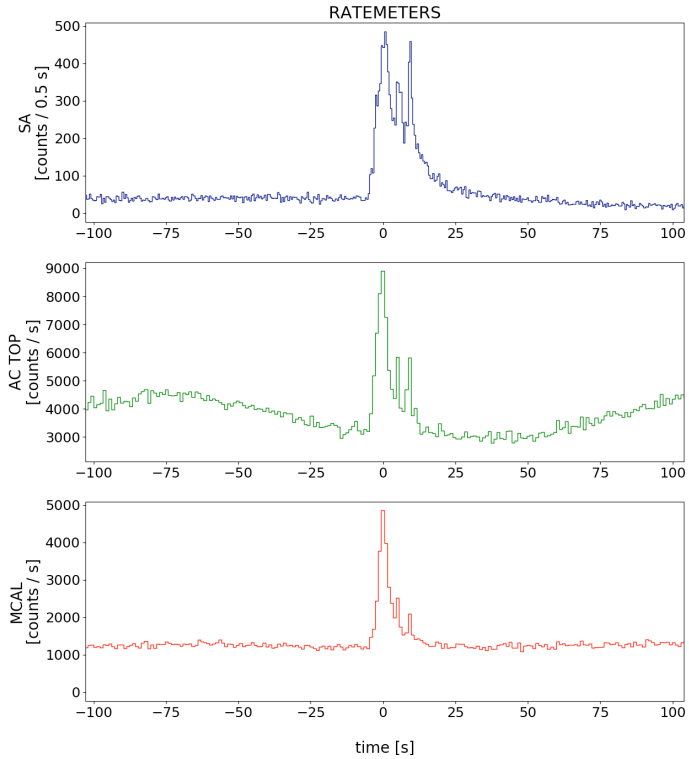 RATEMETERS
SA
[counts / 0.5 s]
500
400
300
200
100
0
−100 −75 −50 −25 0 25 50 75 100
AC TOP
[counts / s]
9000
8000
7000
6000
5000
4000
3000
−100 −75 −50 −25 0 25 50 75 100
MCAL
[counts / s]
5000
4000
3000
2000
1000
0
−100 −75 −50 −25 0 25 50 75 100
time [s]